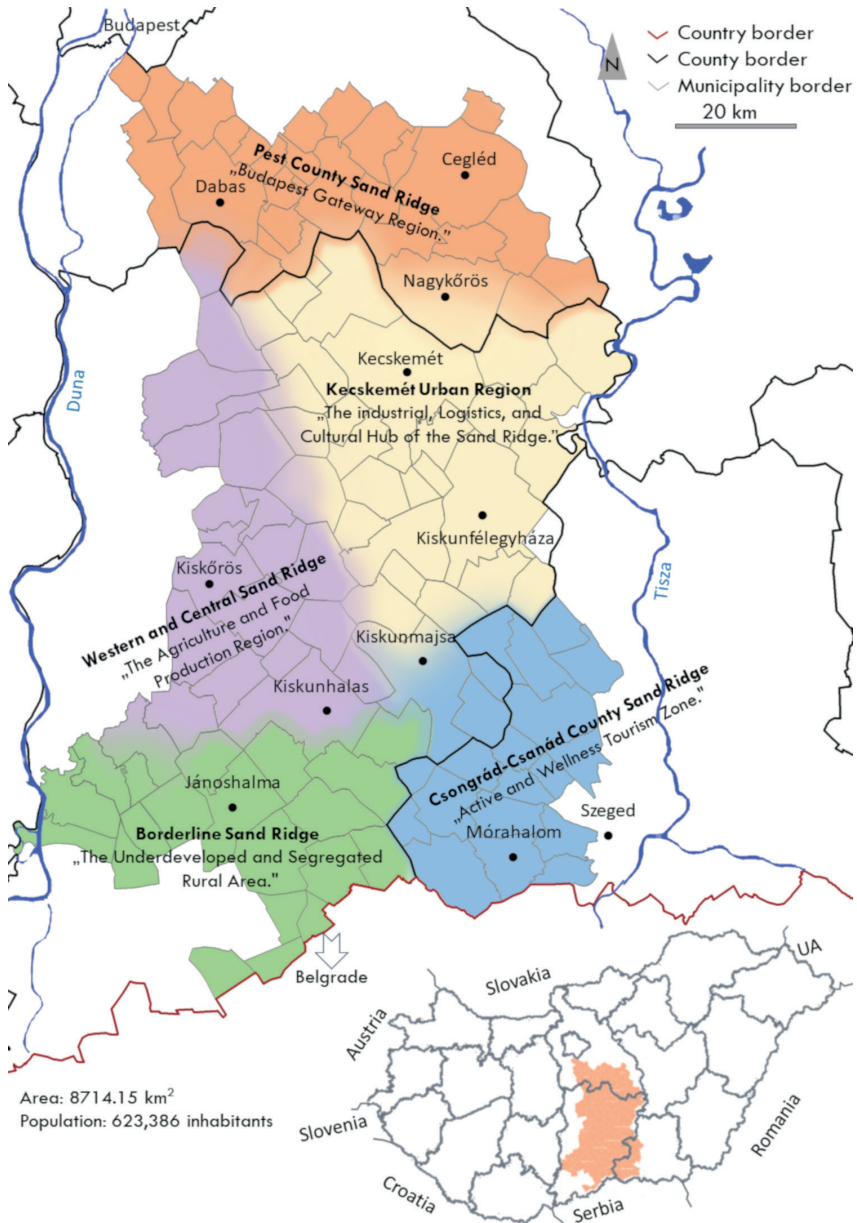 Budapest
Country border
County border
Municipality border
N
20 km
Pest County Sand Ridge
„Budapest Gateway Region.”
Cegléd
Dabas
Nagykőrös
Duna
Kecskemét
Kecskemét Urban Region
„The industrial, Logistics, and
Cultural Hub of the Sand Ridge.”
Kiskunfélegyháza
Kiskőrös
Tisza
Western and Central Sand Ridge
„The Agriculture and Food
Production Region.”
Kiskunmajsa
Kiskunhalas
Csongrád-Csanád County Sand Ridge
„Active and Wellness Tourism Zone.”
Jánoshalma
Szeged
Mórahalom
Borderline Sand Ridge
„The Underdeveloped and Segregated
Rural Area.”
Belgrade
Slovakia
UA
Austria
Area: 8714.15 km²
Population: 623,386 inhabitants
Slovenia
Romania
Croatia
Serbia